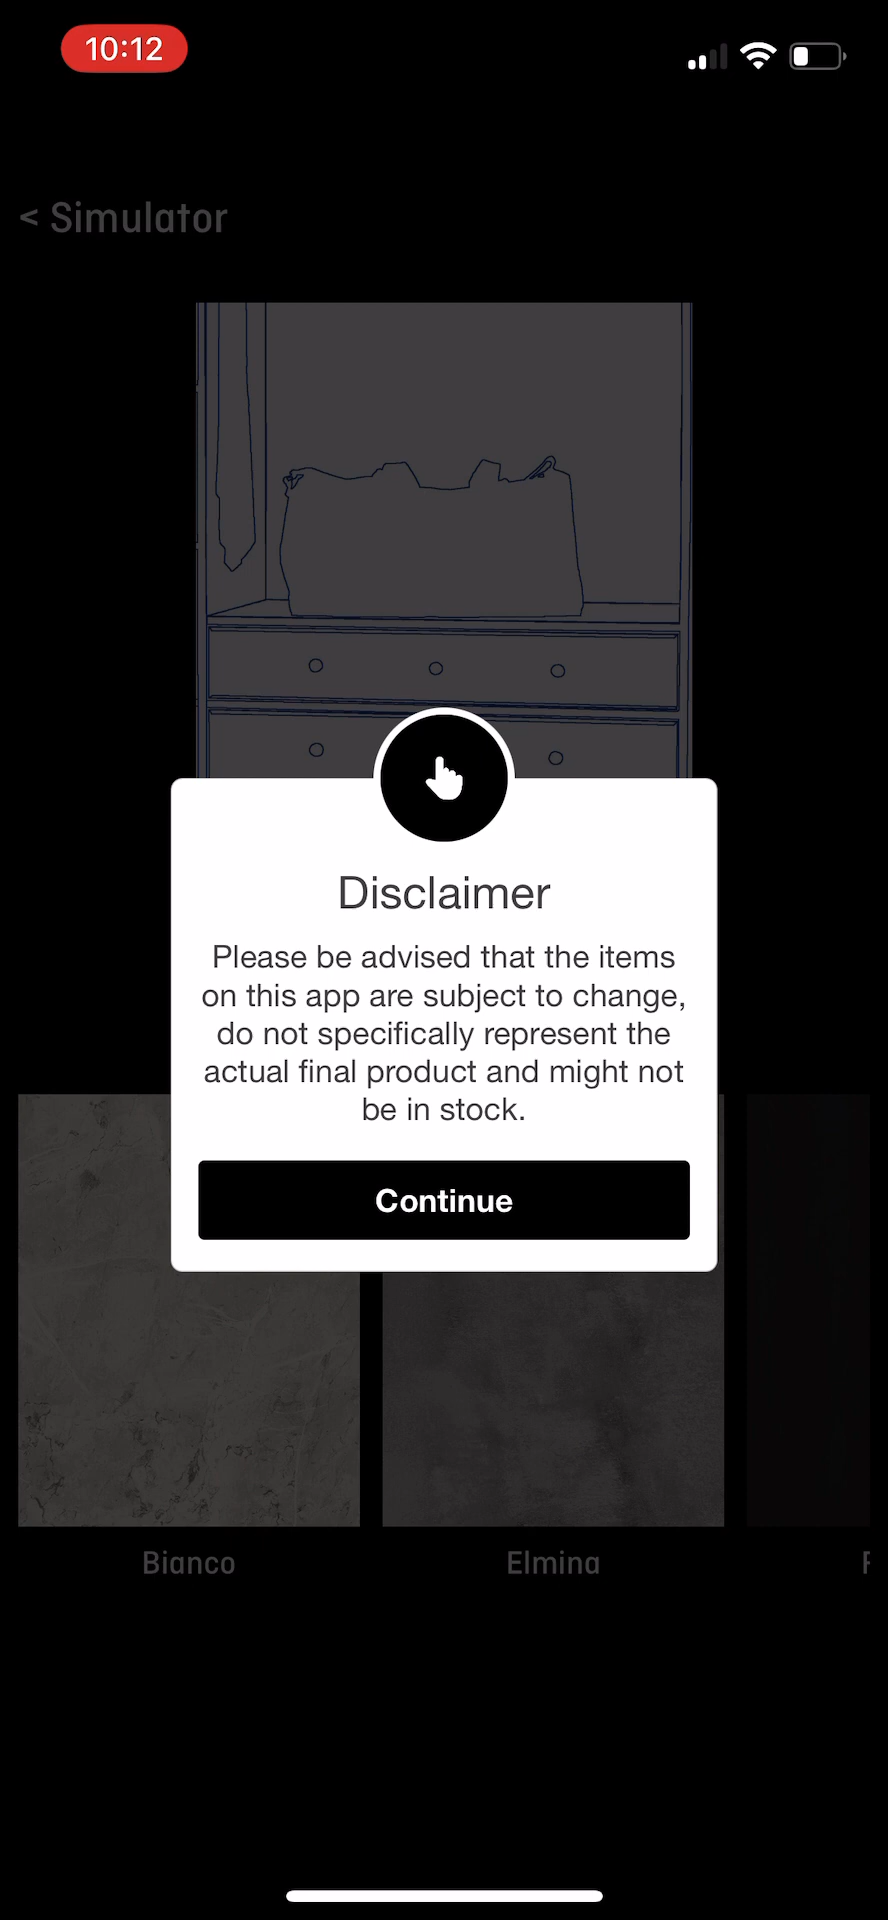 10:12
< Simulator
Disclaimer
Please be advised that the items
on this app are subject to change,
do not specifically represent the
actual final product and might not
be in stock.
Continue
Bianco
Elmina